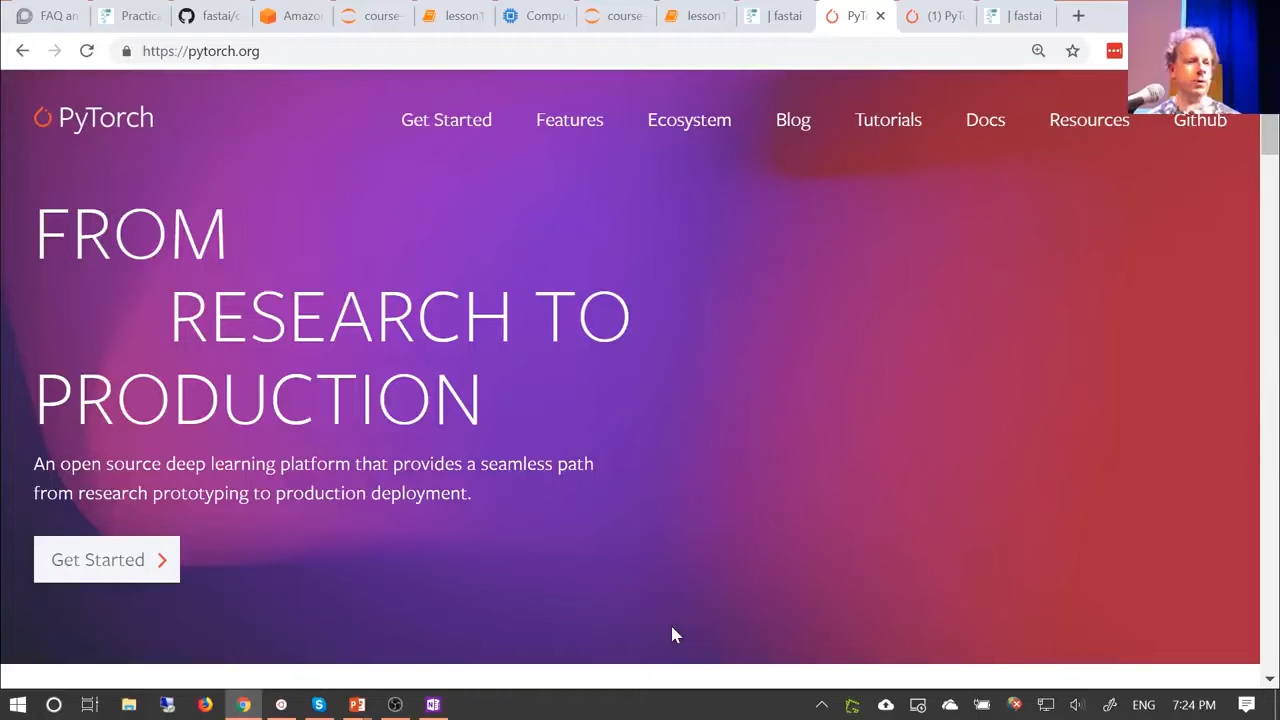 FAQ an
Practica
fastai/c
Amazo
course
lesson1
Compu
course
lesson1
| fastai
PyT
(1) PyTo
| fastai
https://pytorch.org
PyTorch
Get Started
Features
Ecosystem
Blog
Tutorials
Docs
Resources
Github
FROM
RESEARCH TO
PRODUCTION
An open source deep learning platform that provides a seamless path
from research prototyping to production deployment.
Get Started
ENG
7:24 PM